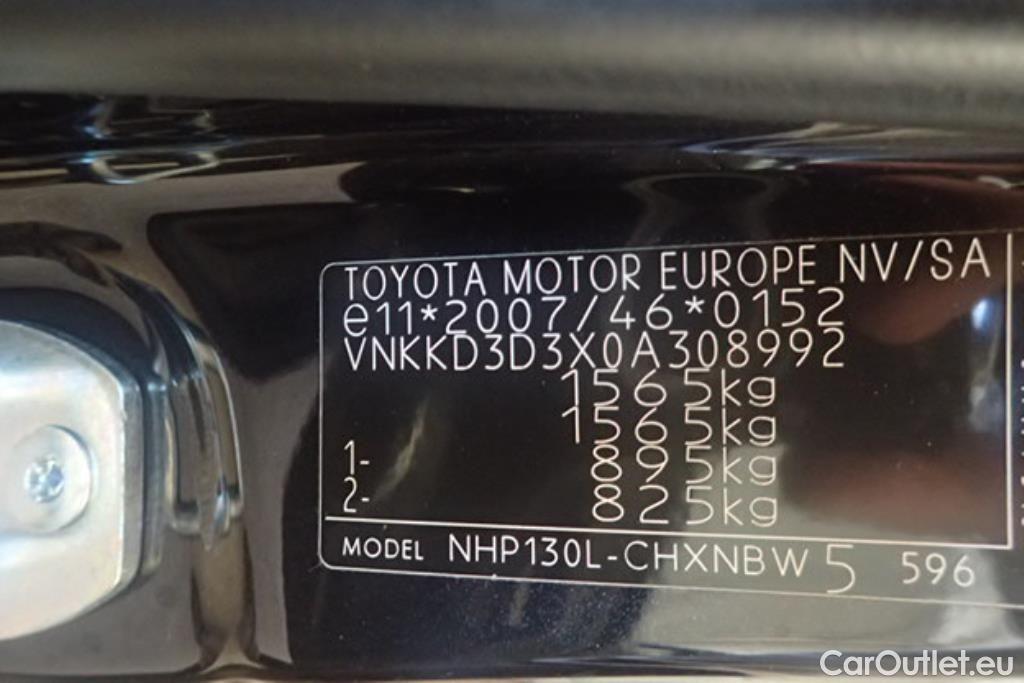 TOYOTA MOTOR EUROPE NV/SA
e11*2007/46*0152
VNKKD3D3X0A308992
1565kg
1565kg
1- 895kg
2- 825kg
MODEL NHP130L-CHXNBW 5 596
CarOutlet.eu